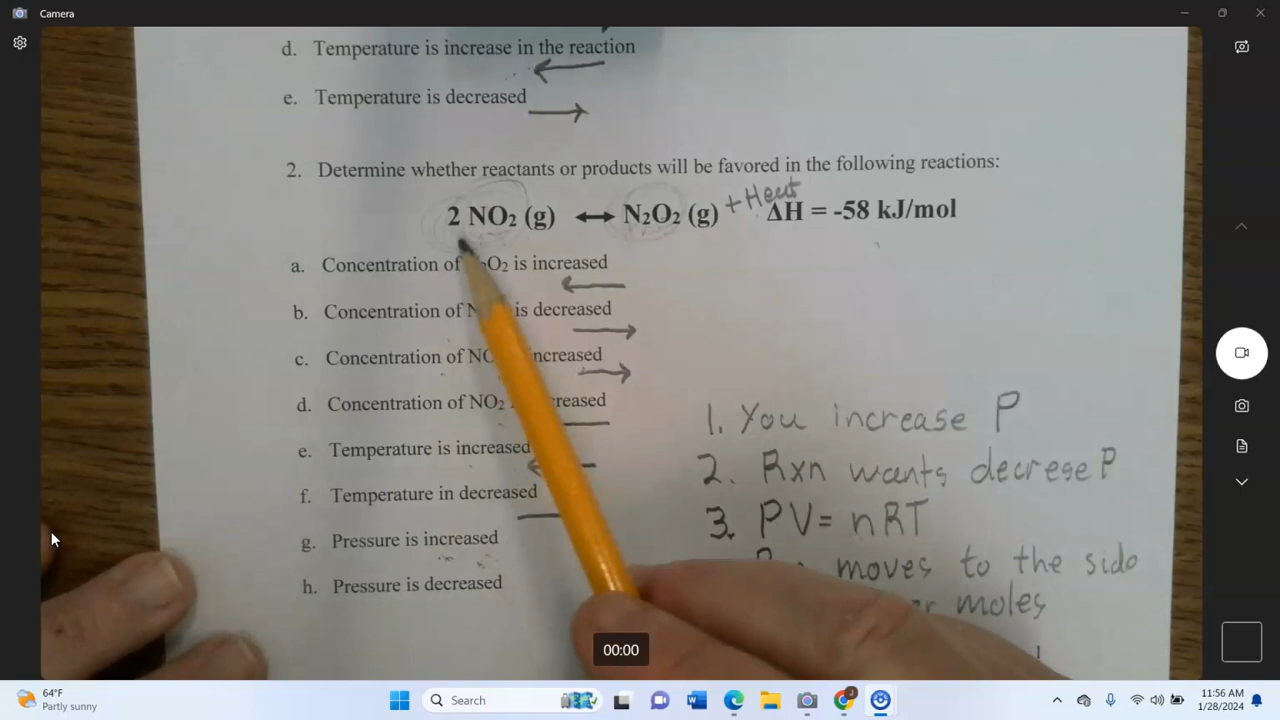 Camera
d. Temperature is increase in the reaction
e. Temperature is decreased
2. Determine whether reactants or products will be favored in the following reactions:
2 NO₂ (g) ↔ N₂O₂ (g) + Heat ΔH = -58 kJ/mol
a. Concentration of O₂ is increased
b. Concentration of is decreased
c. Concentration of NO
d. Concentration of NO₂
e. Temperature is increased
f. Temperature in decreased
g. Pressure is increased
h. Pressure is decreased
1. You increase P
2. Rxn wants decrese P
3. PV = nRT
moves to the side
moles
00:00
64°F
Partly sunny
Search
11:56 AM
1/28/2024